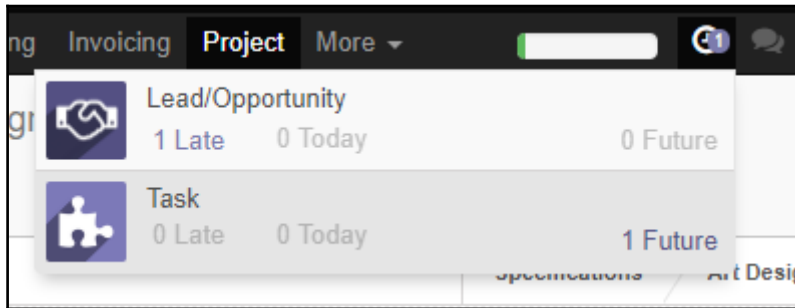 ng Invoicing Project More 1
Lead/Opportunity
gr
1 Late 0 Today 0 Future
Task
0 Late 0 Today 1 Future
Specifications Art Desig